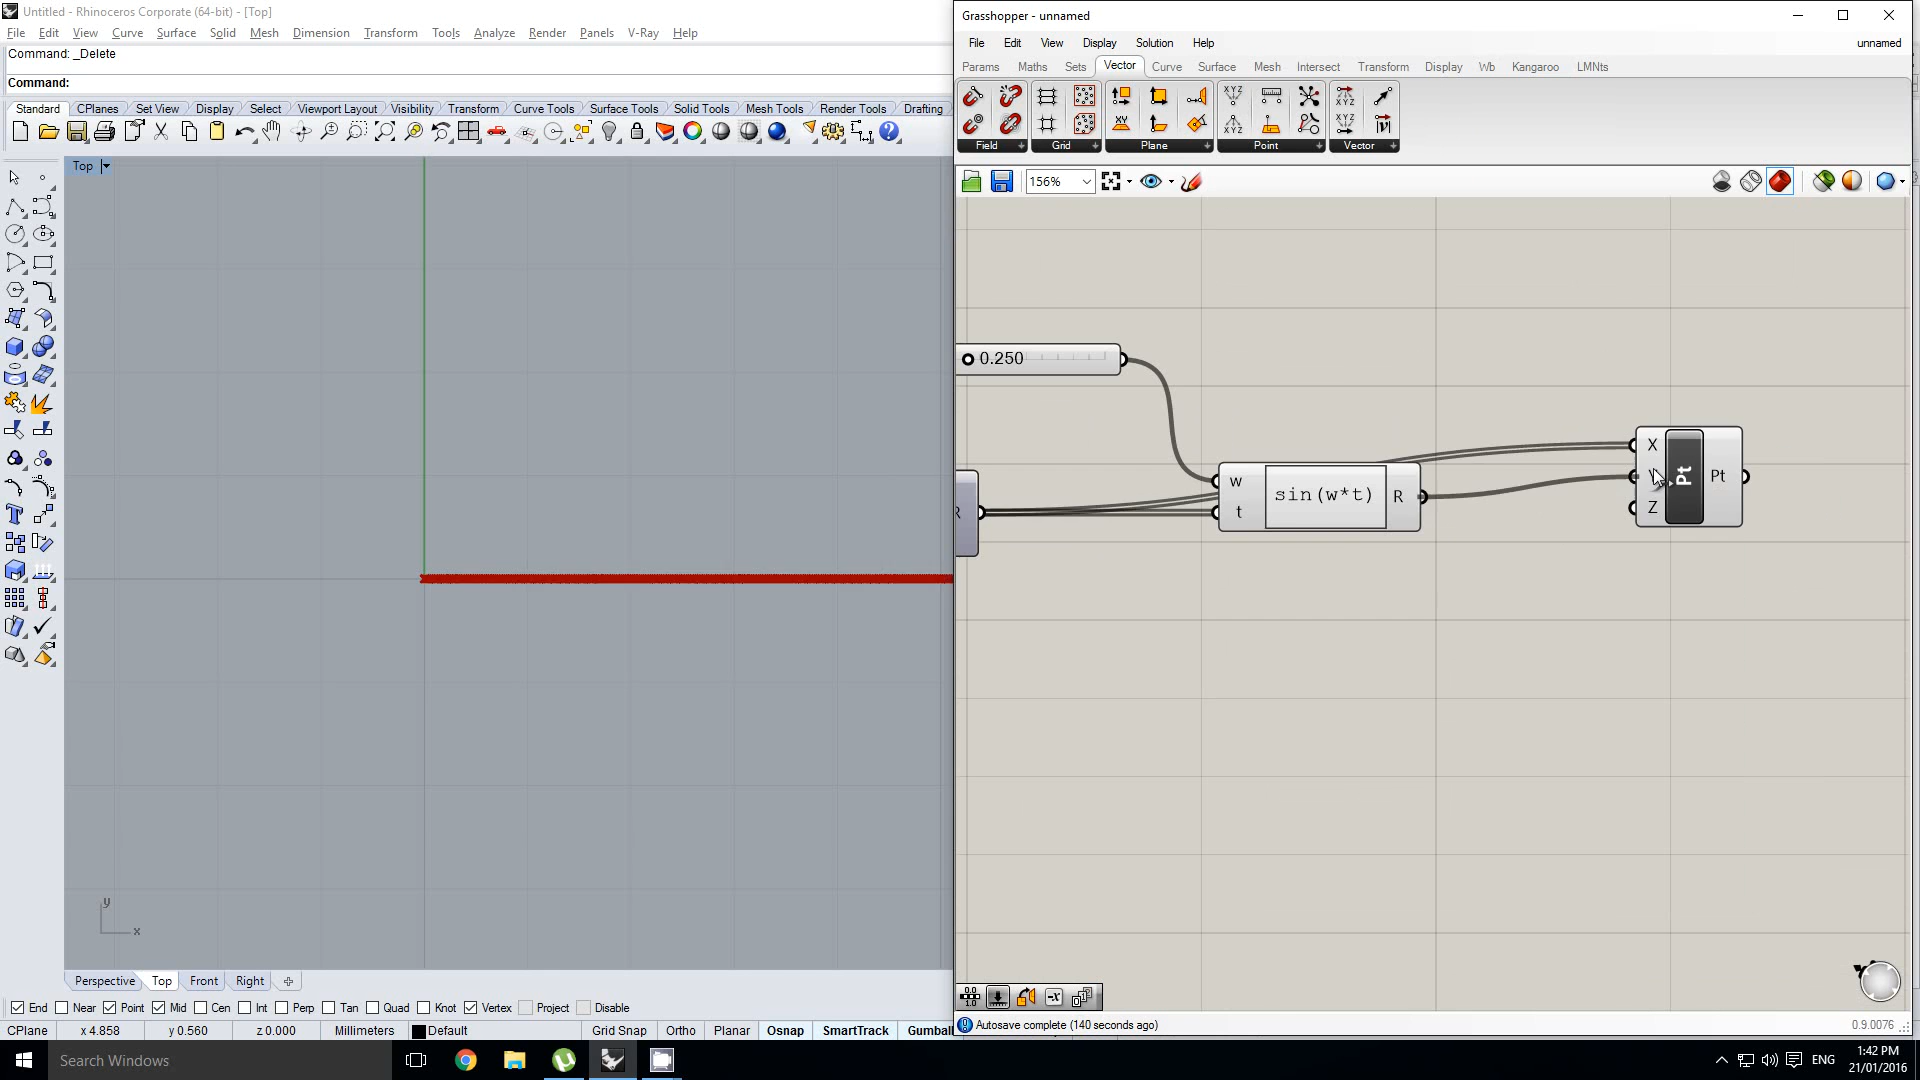 Untitled - Rhinoceros Corporate (64-bit) - [Top]
File Edit View Curve Surface Solid Mesh Dimension Transform Tools Analyze Render Panels V-Ray Help
Command: _Delete
Command:
Standard CPlanes Set View Display Select Viewport Layout Visibility Transform Curve Tools Surface Tools Solid Tools Mesh Tools Render Tools Drafting
Top
y
x
Perspective Top Front Right
End Near Point Mid Cen Int Perp Tan Quad Knot Vertex Project Disable
CPlane x 4.858 y 0.560 z 0.000 Millimeters Default Grid Snap Ortho Planar Osnap SmartTrack Gumball
Grasshopper - unnamed
File Edit View Display Solution Help unnamed
Params Maths Sets Vector Curve Surface Mesh Intersect Transform Display Wb Kangaroo LMNts
XYZ XYZ
XY XYZ XYZ
Field Grid Plane Point Vector
156%
0.250
w
t
sin(w*t)
R
X
Z
Pt
Pt
Autosave complete (140 seconds ago) 0.9.0076
Search Windows
ENG
1:42 PM
21/01/2016